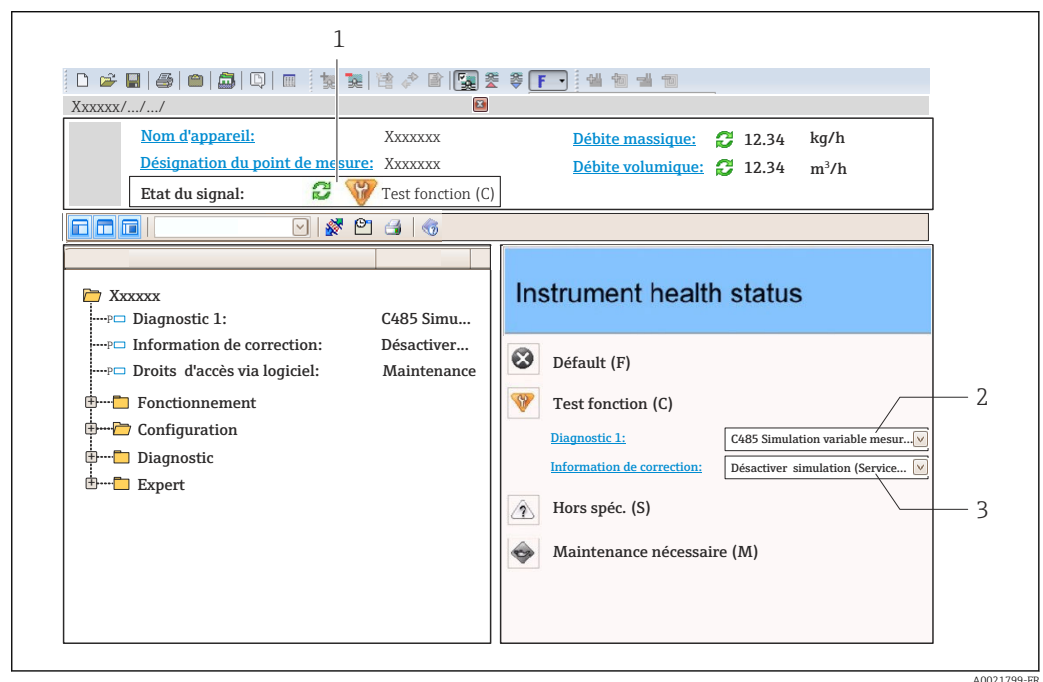 1
F
Xxxxxx/.../.../
Nom d'appareil: Xxxxxxx Débite massique: 12.34 kg/h
Désignation du point de mesure: Xxxxxxx Débite volumique: 12.34 m³/h
Etat du signal: Test fonction (C)
Xxxxxx
P Diagnostic 1: C485 Simu...
P Information de correction: Désactiver...
P Droits d'accès via logiciel: Maintenance
Fonctionnement
Configuration
Diagnostic
Expert
Instrument health status
Défault (F)
Test fonction (C)
2
Diagnostic 1: C485 Simulation variable mesur...
Information de correction: Désactiver simulation (Service...
Hors spéc. (S)
3
Maintenance nécessaire (M)
A0021799-FR